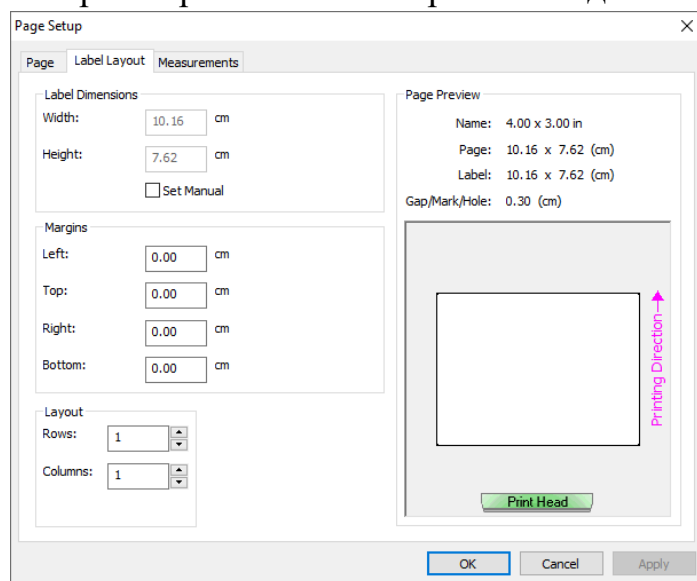 Page Setup
Page Label Layout Measurements
Label Dimensions
Width: 10.16 cm
Height: 7.62 cm
Set Manual
Margins
Left: 0.00 cm
Top: 0.00 cm
Right: 0.00 cm
Bottom: 0.00 cm
Layout
Rows: 1
Columns: 1
Page Preview
Name: 4.00 x 3.00 in
Page: 10.16 x 7.62 (cm)
Label: 10.16 x 7.62 (cm)
Gap/Mark/Hole: 0.30 (cm)
Printing Direction
Print Head
OK Cancel Apply